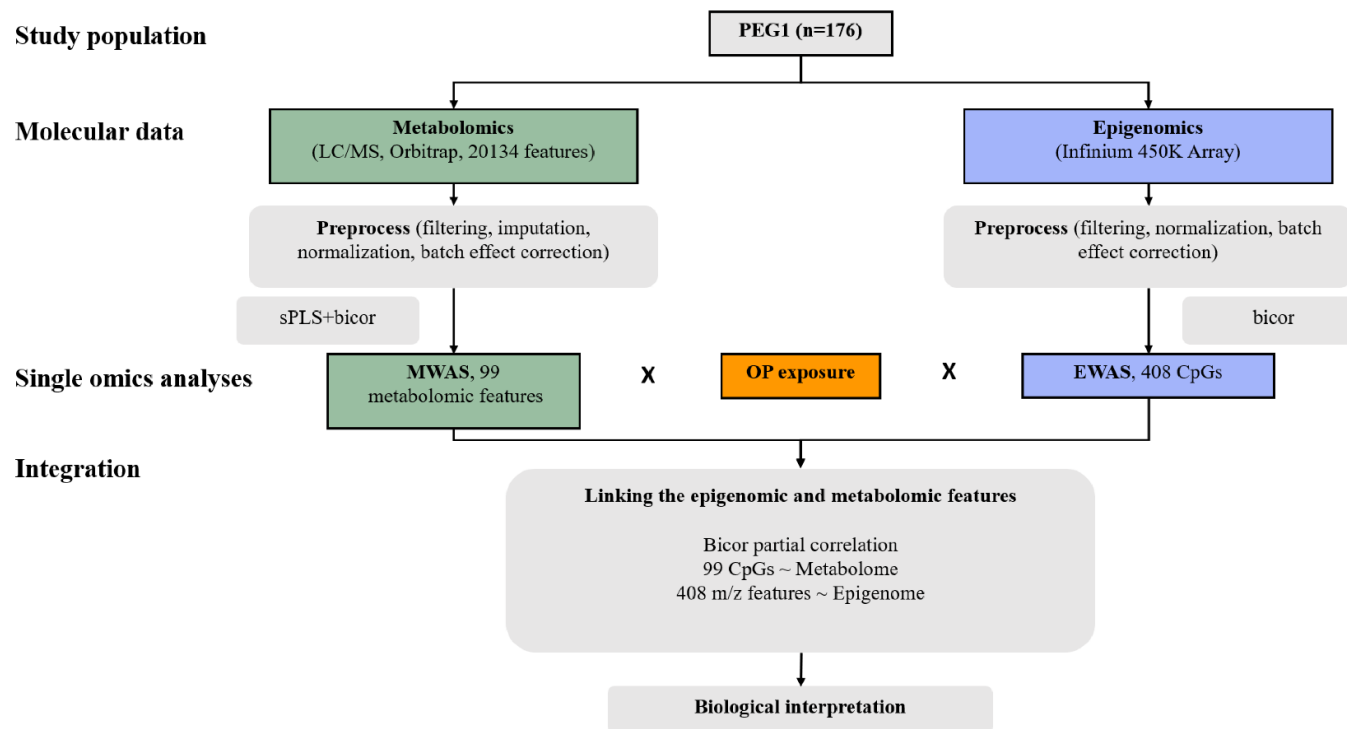 Study population
PEG1 (n=176)
Molecular data
Metabolomics
(LC/MS, Orbitrap, 20134 features)
Epigenomics
(Infinium 450K Array)
Preprocess (filtering, imputation,
normalization, batch effect correction)
Preprocess (filtering, normalization, batch
effect correction)
sPLS+bicor
bicor
Single omics analyses
MWAS, 99
metabolomic features
X
OP exposure
X
EWAS, 408 CpGs
Integration
Linking the epigenomic and metabolomic features
Bicor partial correlation
99 CpGs ~ Metabolome
408 m/z features ~ Epigenome
Biological interpretation